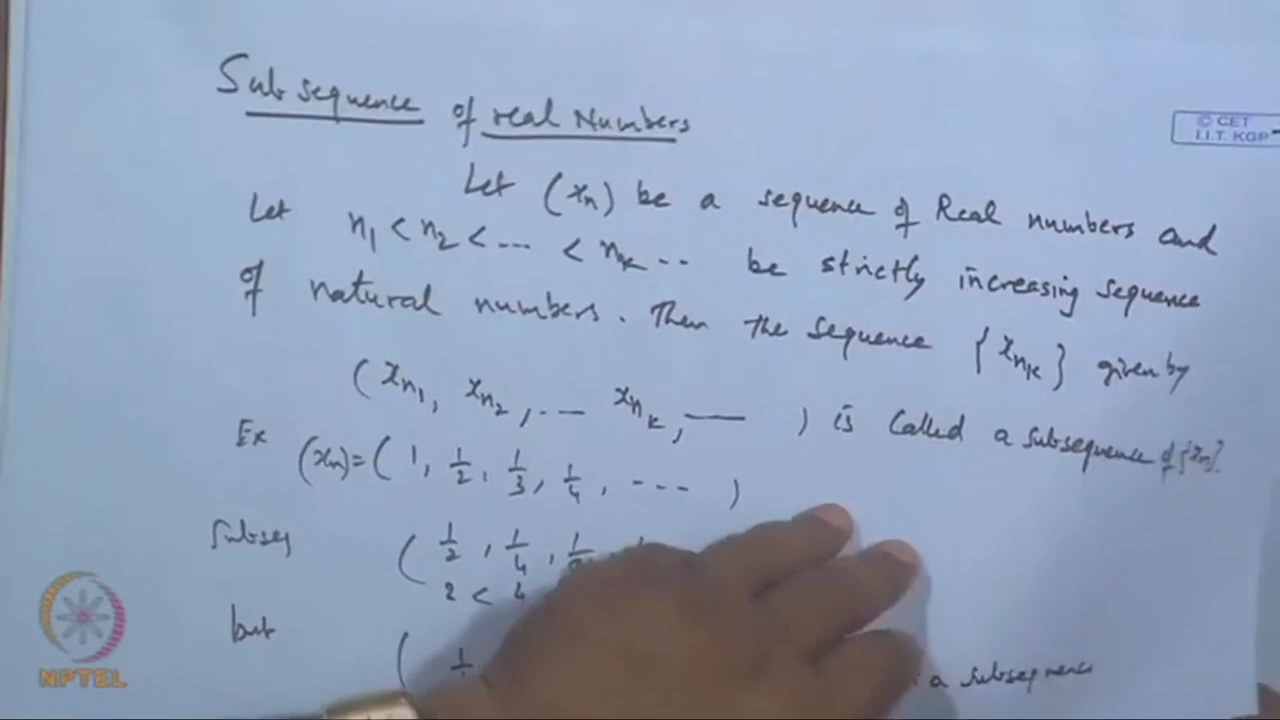 Subsequence of real Numbers
© CET
I.I.T. KGP
Let (xn) be a sequence of Real numbers and
Let n1 < n2 < --- < nk -- be strictly increasing sequence
of natural numbers. Then the sequence {xnk} given by
(xn1, xn2, --- xnk, — ) is called a subsequence of {xn}.
Ex (xn) = (1, 1/2, 1/3, 1/4, --- )
Subseq (1/2, 1/4,
2 < 4
but (
a subsequence
NPTEL